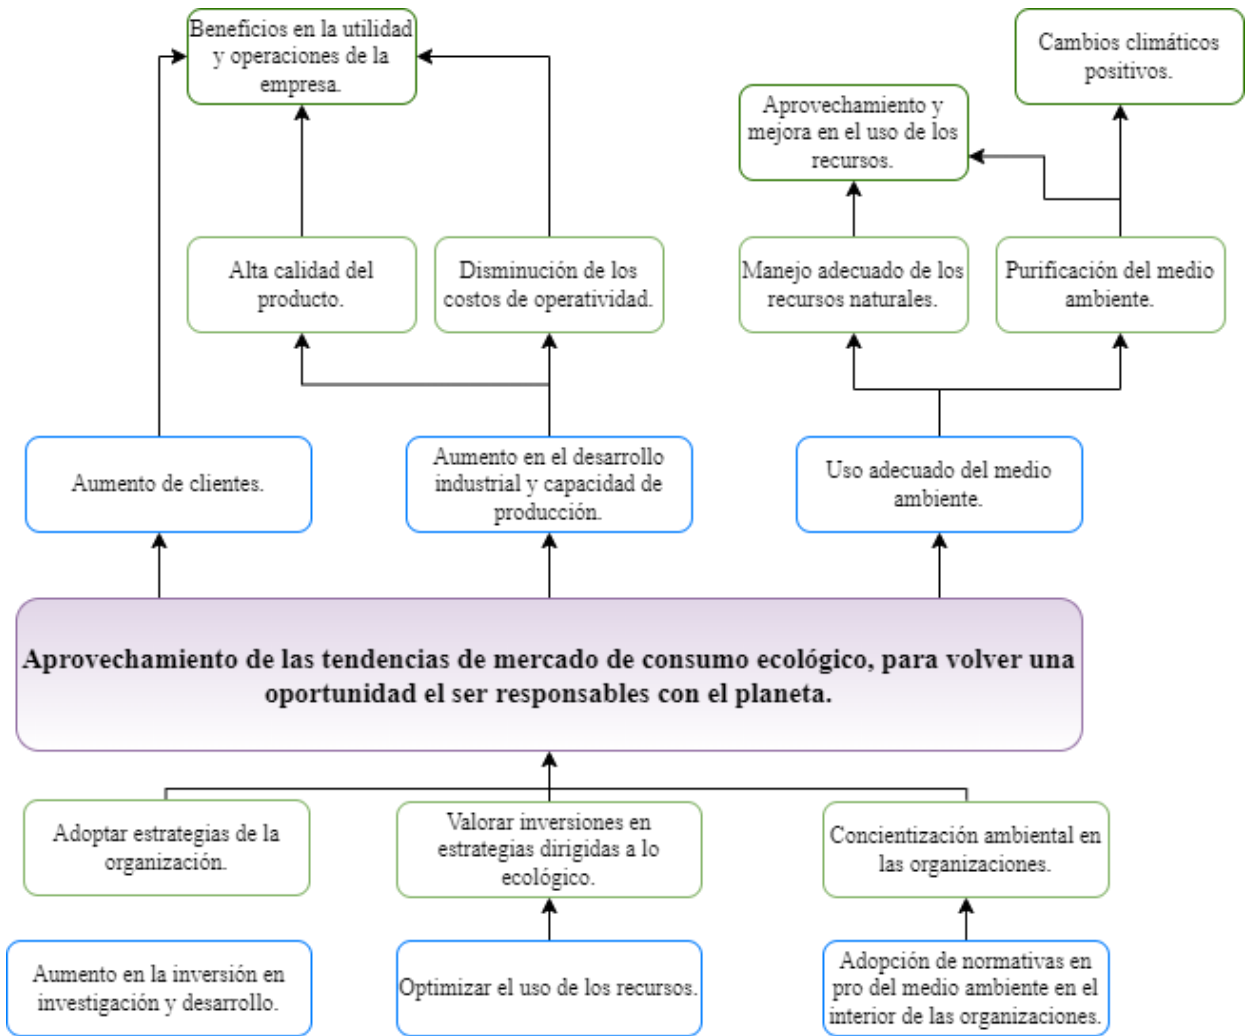 Beneficios en la utilidad
y operaciones de la
empresa.
Cambios climáticos
positivos.
Aprovechamiento y
mejora en el uso de los
recursos.
Alta calidad del
producto.
Disminución de los
costos de operatividad.
Manejo adecuado de los
recursos naturales.
Purificación del medio
ambiente.
Aumento de clientes.
Aumento en el desarrollo
industrial y capacidad de
producción.
Uso adecuado del medio
ambiente.
Aprovechamiento de las tendencias de mercado de consumo ecológico, para volver una
oportunidad el ser responsables con el planeta.
Adoptar estrategias de la
organización.
Valorar inversiones en
estrategias dirigidas a lo
ecológico.
Concientización ambiental en
las organizaciones.
Aumento en la inversión en
investigación y desarrollo.
Optimizar el uso de los recursos.
Adopción de normativas en
pro del medio ambiente en el
interior de las organizaciones.